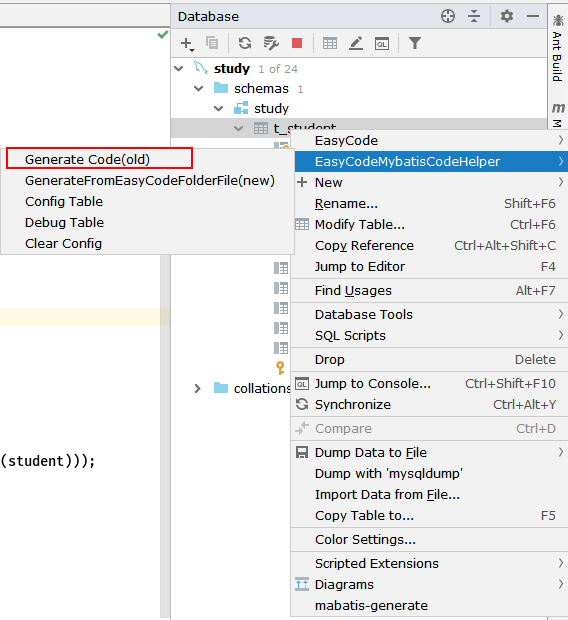 Database
study 1 of 24
schemas 1
study
t_student
collations
(student)));
Generate Code(old)
GenerateFromEasyCodeFolderFile(new)
Config Table
Debug Table
Clear Config
EasyCode
EasyCodeMybatisCodeHelper
New
Rename... Shift+F6
Modify Table... Ctrl+F6
Copy Reference Ctrl+Alt+Shift+C
Jump to Editor F4
Find Usages Alt+F7
Database Tools
SQL Scripts
Drop Delete
QL Jump to Console... Ctrl+Shift+F10
Synchronize Ctrl+Alt+Y
Compare Ctrl+D
Dump Data to File
Dump with 'mysqldump'
Import Data from File...
Copy Table to... F5
Color Settings...
Scripted Extensions
Diagrams
mabatis-generate
QL
Ant Build
m
M